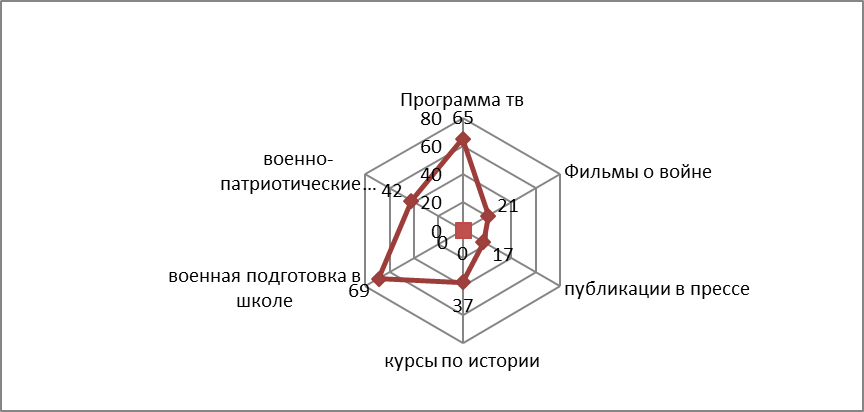 Программа тв
65
80
60
40
20
0
0
0
Фильмы о войне
21
17
публикации в прессе
37
курсы по истории
военная подготовка в
школе
69
военно-
патриотические...
42